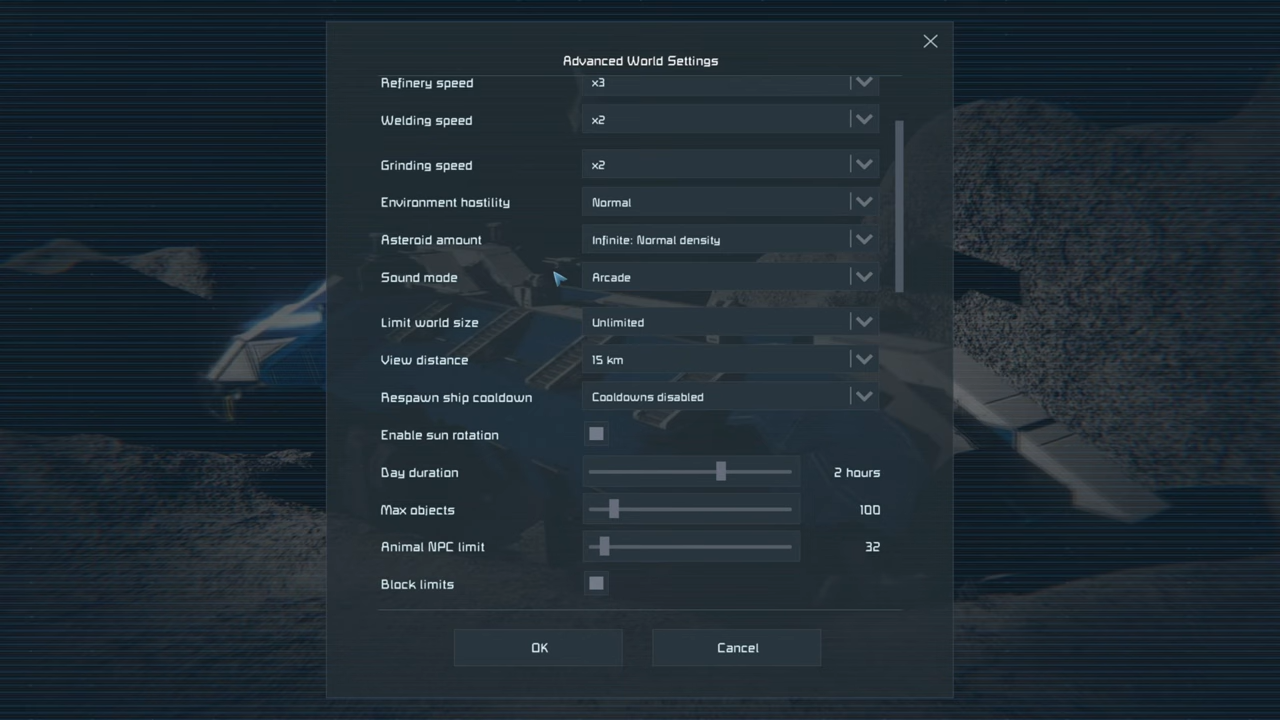 Advanced World Settings
Refinery speed x3
Welding speed x2
Grinding speed x2
Environment hostility Normal
Asteroid amount Infinite: Normal density
Sound mode Arcade
Limit world size Unlimited
View distance 15 km
Respawn ship cooldown Cooldowns disabled
Enable sun rotation
Day duration 2 hours
Max objects 100
Animal NPC limit 32
Block limits
OK Cancel